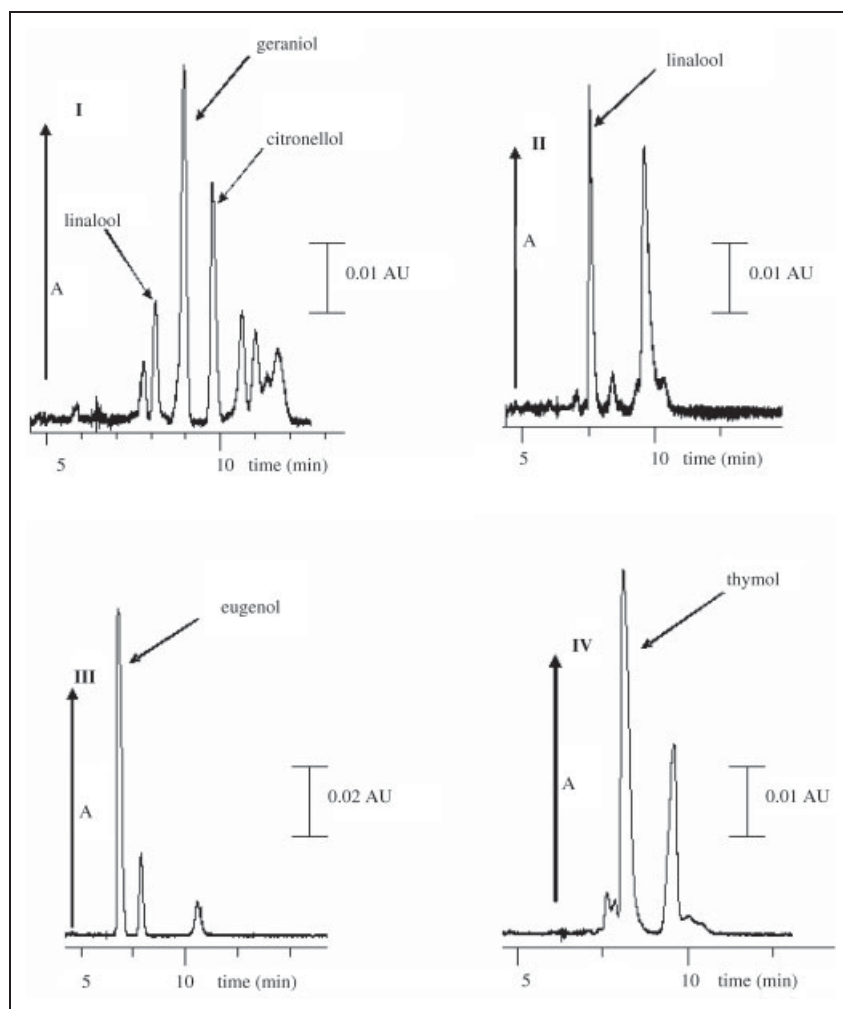 geraniol
I
citronellol
linalool
A
0.01 AU
5 10 time (min)
linalool
II
A
0.01 AU
5 10 time (min)
eugenol
III
A
0.02 AU
5 10 time (min)
thymol
IV
A
0.01 AU
5 10 time (min)